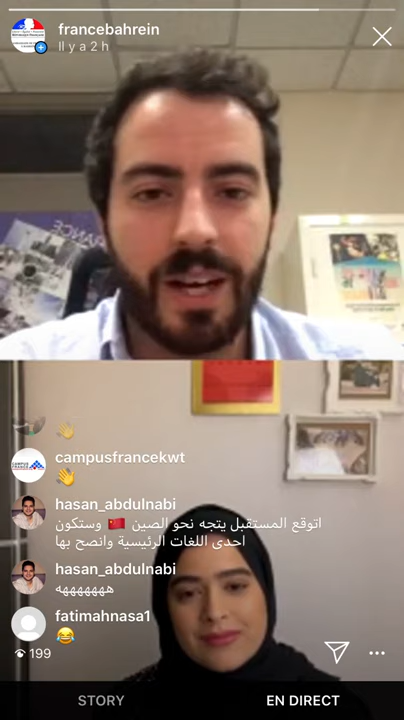 francebahrein
Il y a 2 h
campusfrancekwt
👋
hasan_abdulnabi
اتوقع المستقبل يتجه نحو الصين 🇨🇳 وستكون
احدى اللغات الرئيسية وانصح بها
hasan_abdulnabi
ههههههههه
fatimahnasa1
😂
199
STORY
EN DIRECT